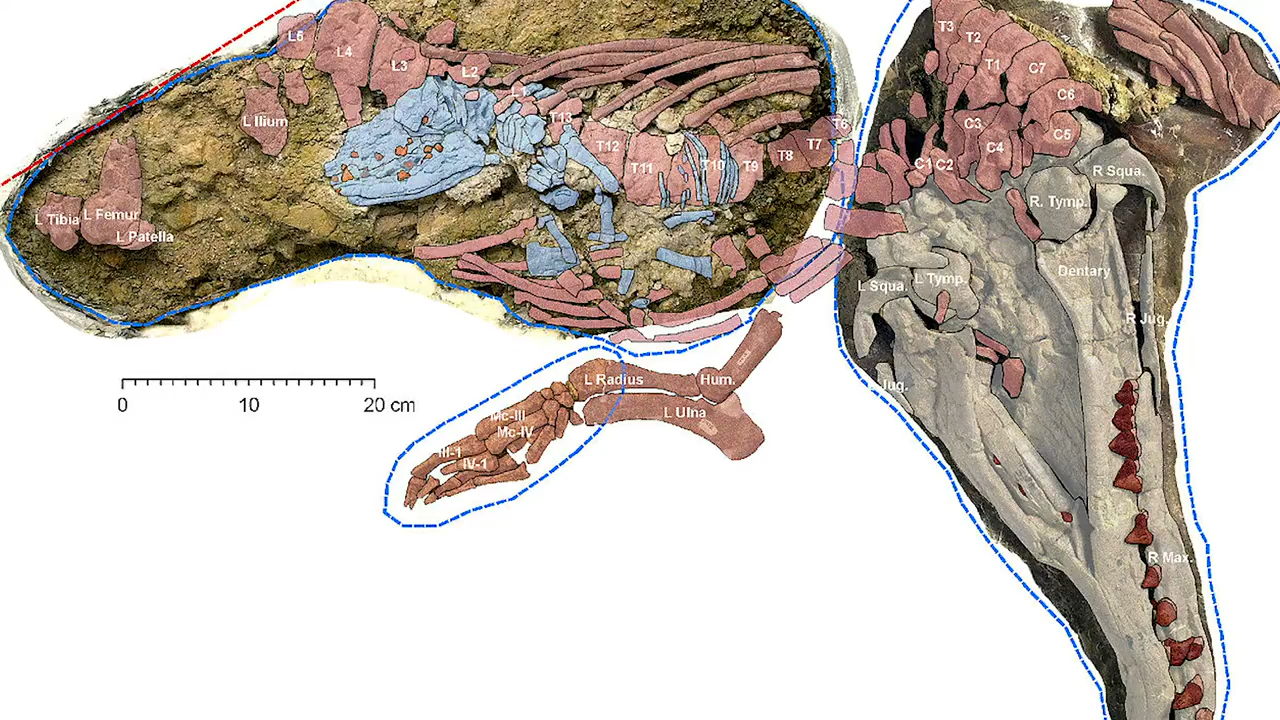 L5
L4
L3
L2
L1
L Ilium
T13
T12
T11
T10
T9
T8
T7
T6
L Tibia
L Femur
L Patella
T3
T2
T1
C7
C6
C5
C3
C4
C1
C2
R Squa.
R. Tymp.
Dentary
L Squa.
L Tymp.
R Jug.
Jug.
L Radius
Hum.
L Ulna
Mc-III
Mc-IV
III-1
IV-1
R Max.
0 10 20 cm